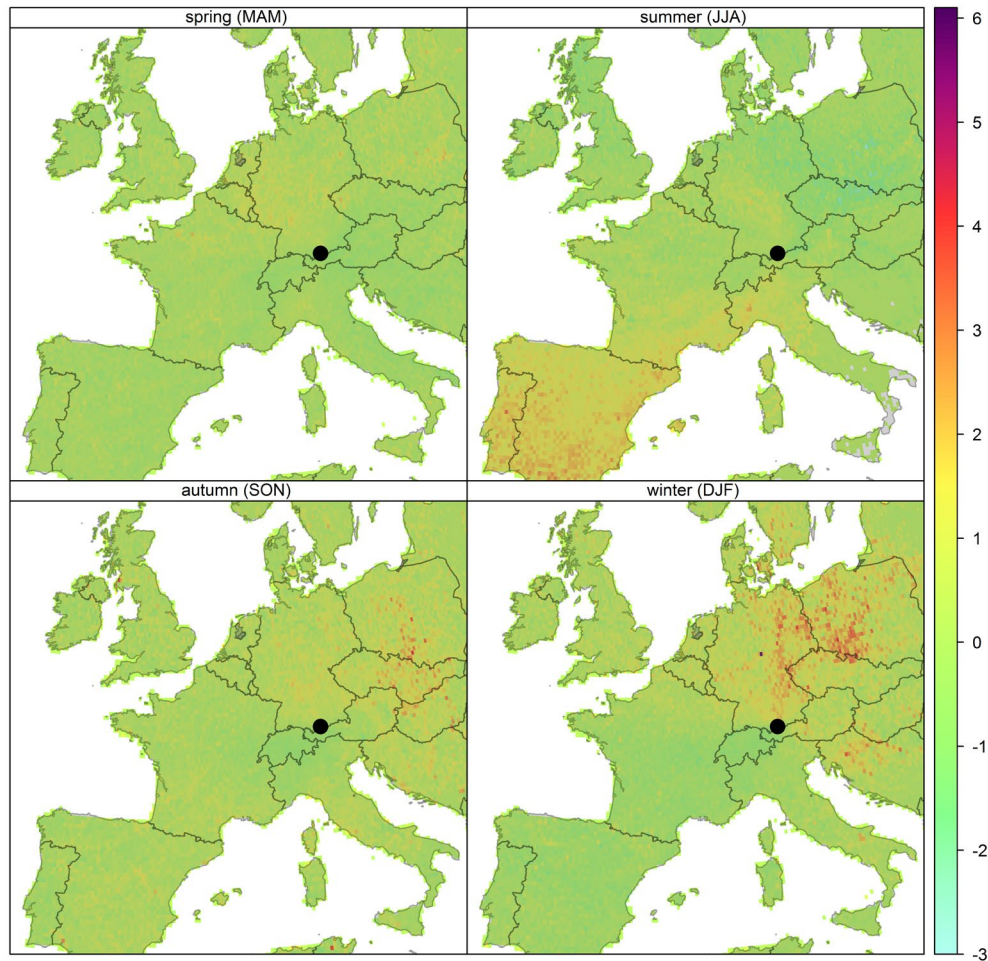 spring (MAM)
summer (JJA)
autumn (SON)
winter (DJF)
6
5
4
3
2
1
0
-1
-2
-3